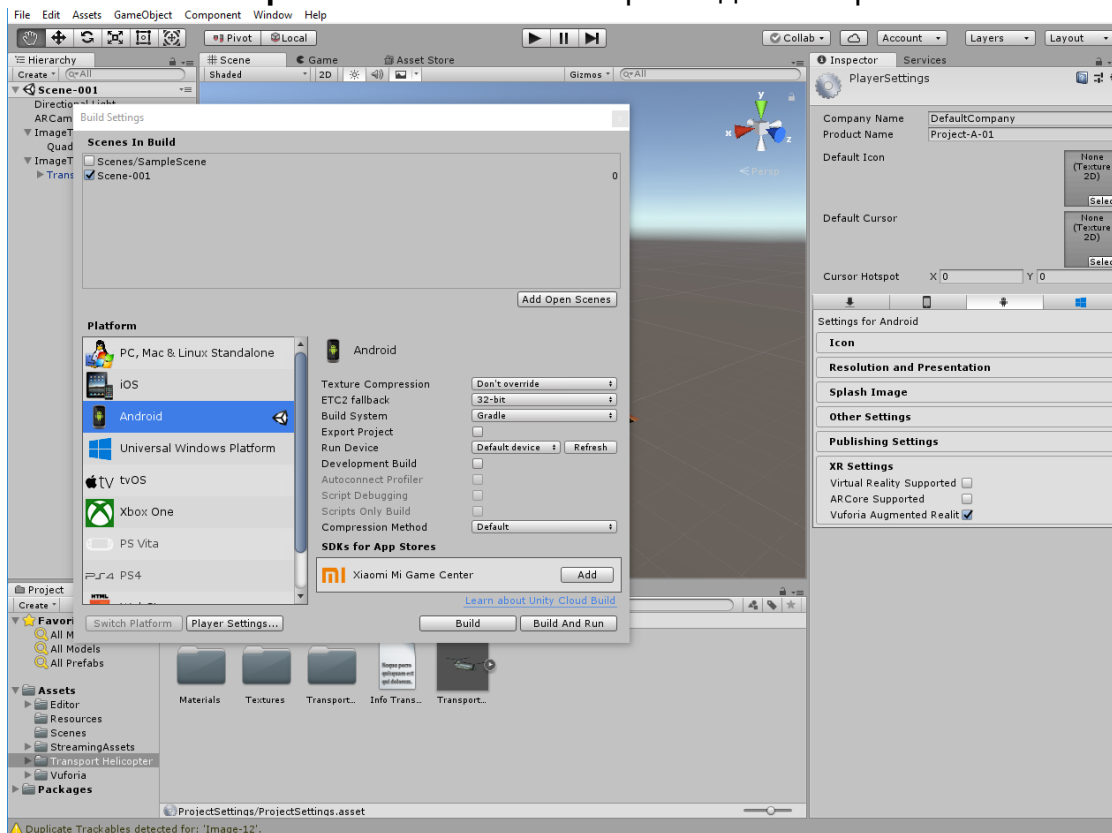 File Edit Assets GameObject Component Window Help
Pivot Local Collab Account Layers Layout
Hierarchy
Create All
Scene-001
ARCam
ImageT
Quad
ImageT
Trans
Scene Game Asset Store
Shaded 2D Gizmos All
y
x z
Persp
Build Settings
Scenes In Build
Scenes/SampleScene
Scene-001 0
Add Open Scenes
Platform
PC, Mac & Linux Standalone
iOS
Android
Universal Windows Platform
tv tvOS
Xbox One
PS Vita
PS4 PS4
HTML
Android
Texture Compression Don't override
ETC2 fallback 32-bit
Build System Gradle
Export Project
Run Device Default device Refresh
Development Build
Autoconnect Profiler
Script Debugging
Scripts Only Build
Compression Method Default
SDKs for App Stores
Xiaomi Mi Game Center Add
Learn about Unity Cloud Build
Switch Platform Player Settings... Build Build And Run
Inspector Services
PlayerSettings
Company Name DefaultCompany
Product Name Project-A-01
Default Icon
None
(Texture
2D)
Selec
Default Cursor
None
(Texture
2D)
Selec
Cursor Hotspot X 0 Y 0
Settings for Android
Icon
Resolution and Presentation
Splash Image
Other Settings
Publishing Settings
XR Settings
Virtual Reality Supported
ARCore Supported
Vuforia Augmented Realit
Project
Create
Favori
All M
All Models
All Prefabs
Assets
Editor
Resources
Scenes
StreamingAssets
Transport Helicopter
Vuforia
Packages
Materials Textures Transport... Info Trans... Transport...
ProjectSettings/ProjectSettings.asset
Duplicate Trackables detected for: 'Image-12'.